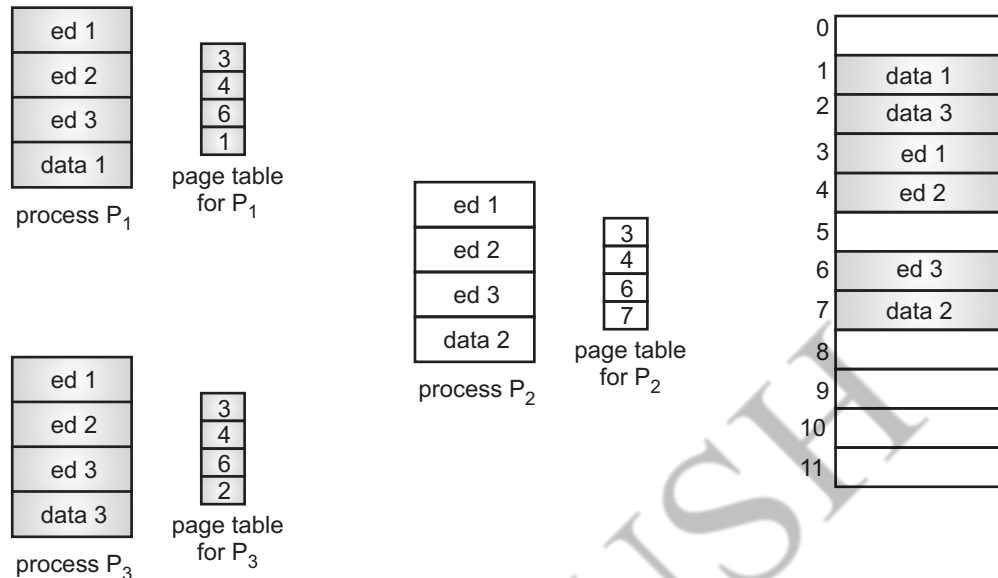 ed 1
ed 2
ed 3
data 1
process P1
3
4
6
1
page table
for P1
ed 1
ed 2
ed 3
data 2
process P2
3
4
6
7
page table
for P2
ed 1
ed 2
ed 3
data 3
process P3
3
4
6
2
page table
for P3
0
1 data 1
2 data 3
3 ed 1
4 ed 2
5
6 ed 3
7 data 2
8
9
10
11
USH